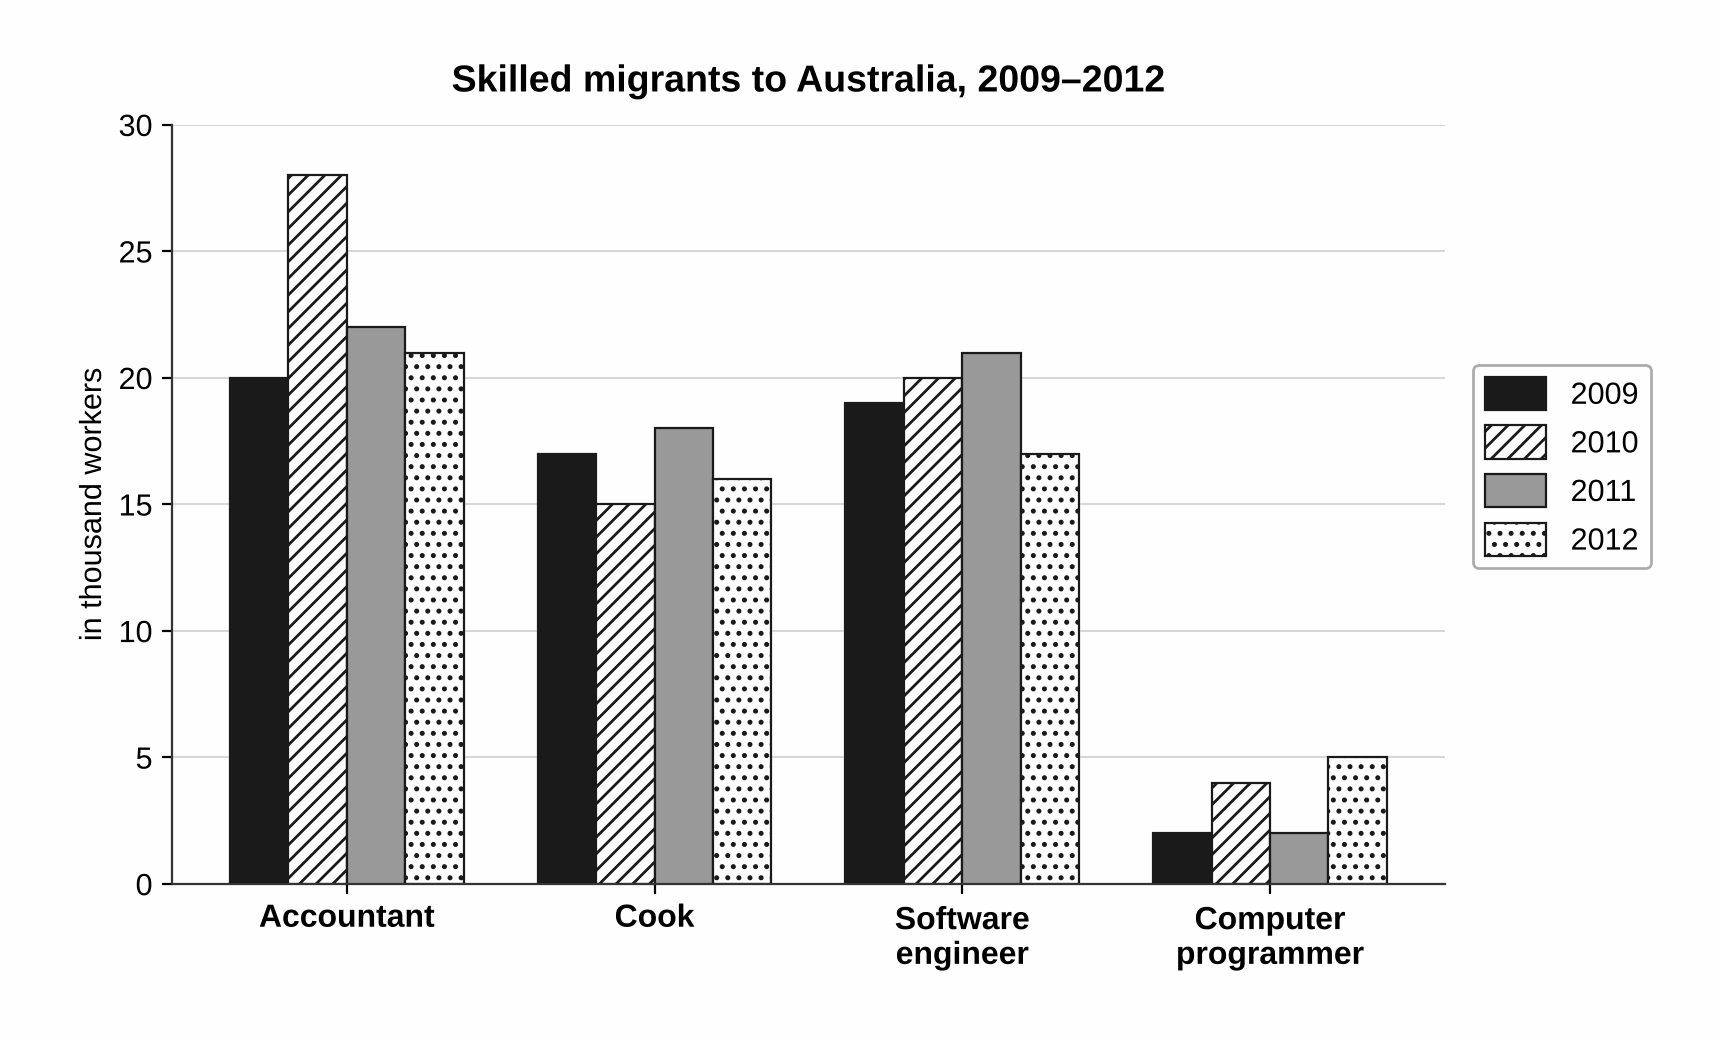 Skilled migrants to Australia, 2009–2012
in thousand workers
30
25
20
15
10
5
0
Accountant
Cook
Software
engineer
Computer
programmer
2009
2010
2011
2012